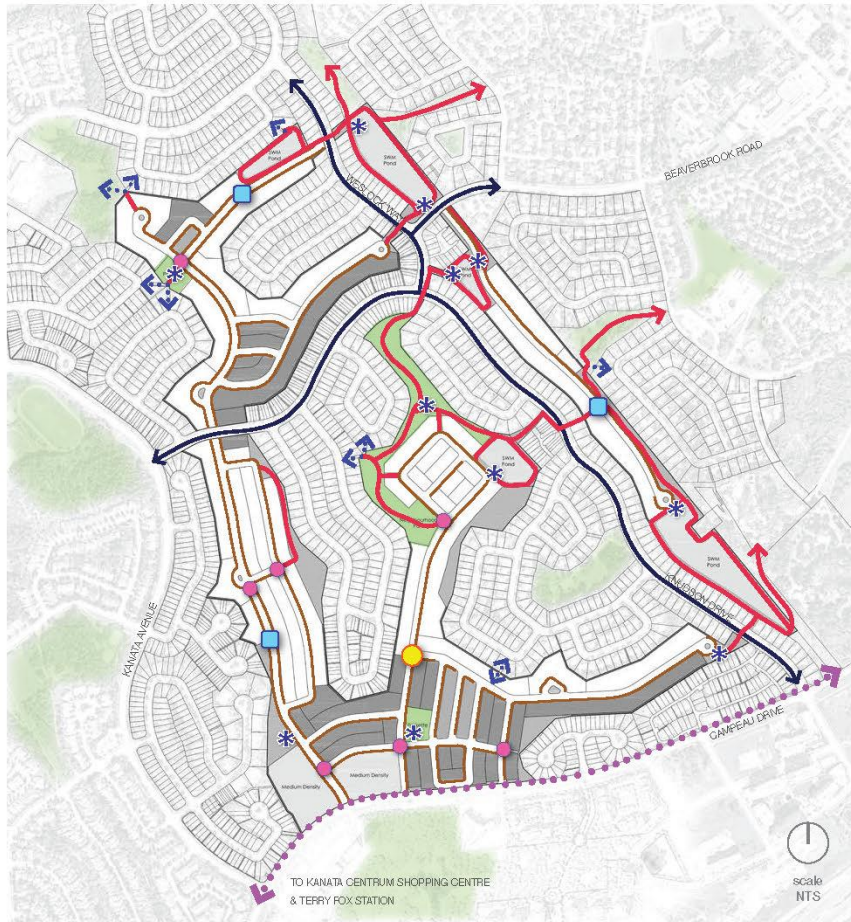 BEAVERBROOK ROAD
SWM
Pond
SWM
Pond
WESLOCK WAY
Pond
SWM
Pond
SWM
Pond
KNUDSON DRIVE
KANATA AVENUE
CAMPEAU DRIVE
Medium Density
Medium Density
TO KANATA CENTRUM SHOPPING CENTRE
& TERRY FOX STATION
scale
NTS